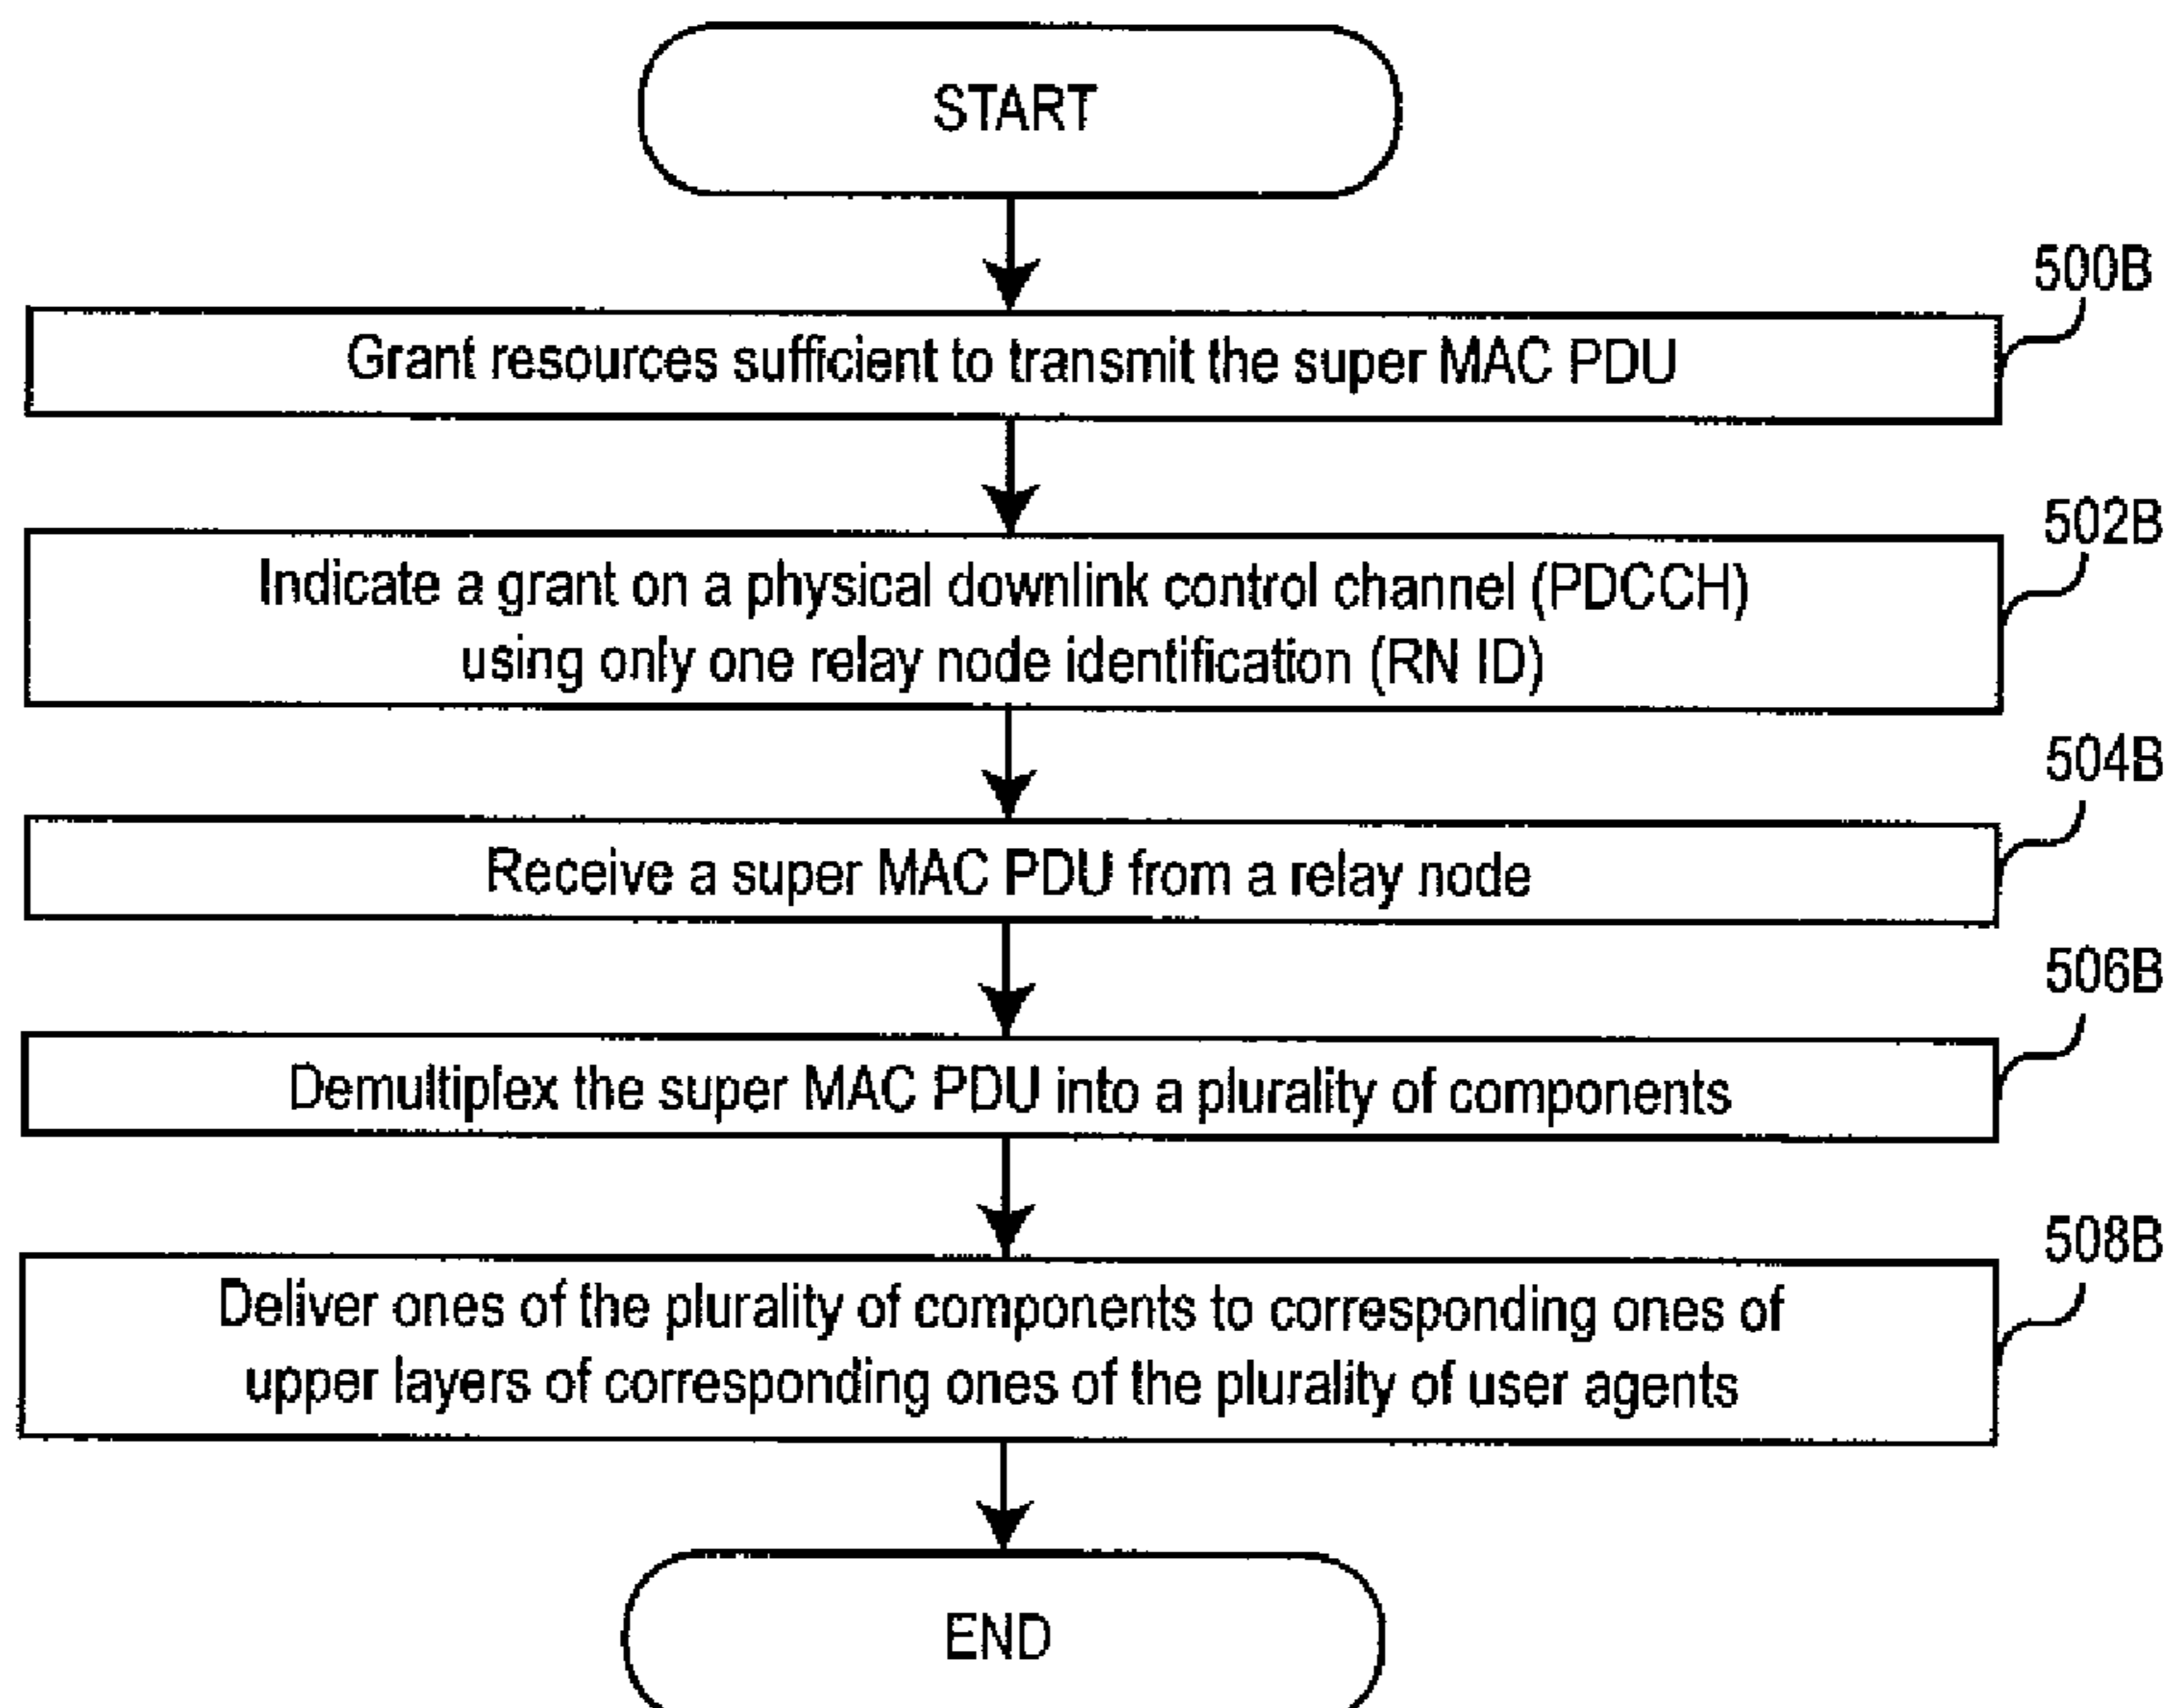 START
500B
Grant resources sufficient to transmit the super MAC PDU
502B
Indicate a grant on a physical downlink control channel (PDCCH)
using only one relay node identification (RN ID)
504B
Receive a super MAC PDU from a relay node
506B
Demultiplex the super MAC PDU into a plurality of components
508B
Deliver ones of the plurality of components to corresponding ones of
upper layers of corresponding ones of the plurality of user agents
END